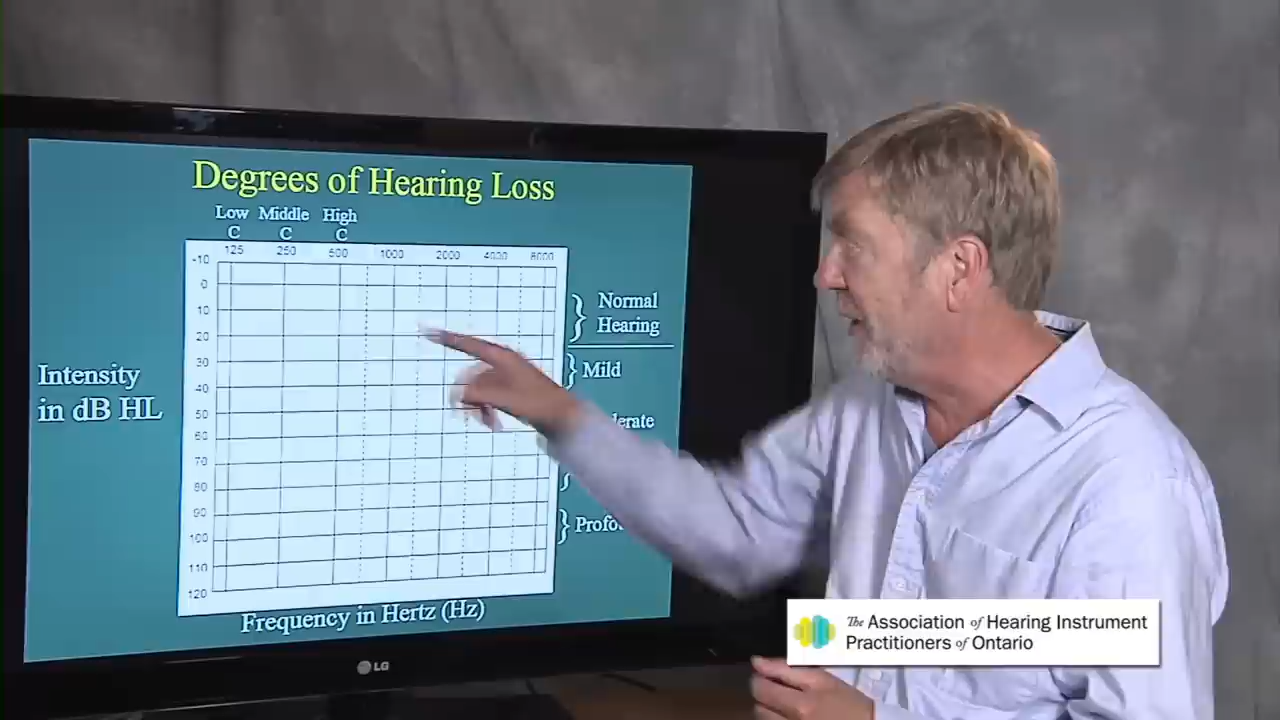 Degrees of Hearing Loss
Low Middle High
C C C
125 250 500 1000 2000 4000 8000
-10
0
10
20
30
40
50
60
70
80
90
100
110
120
Intensity
in dB HL
Normal
Hearing
Mild
Frequency in Hertz (Hz)
LG
The Association of Hearing Instrument
Practitioners of Ontario